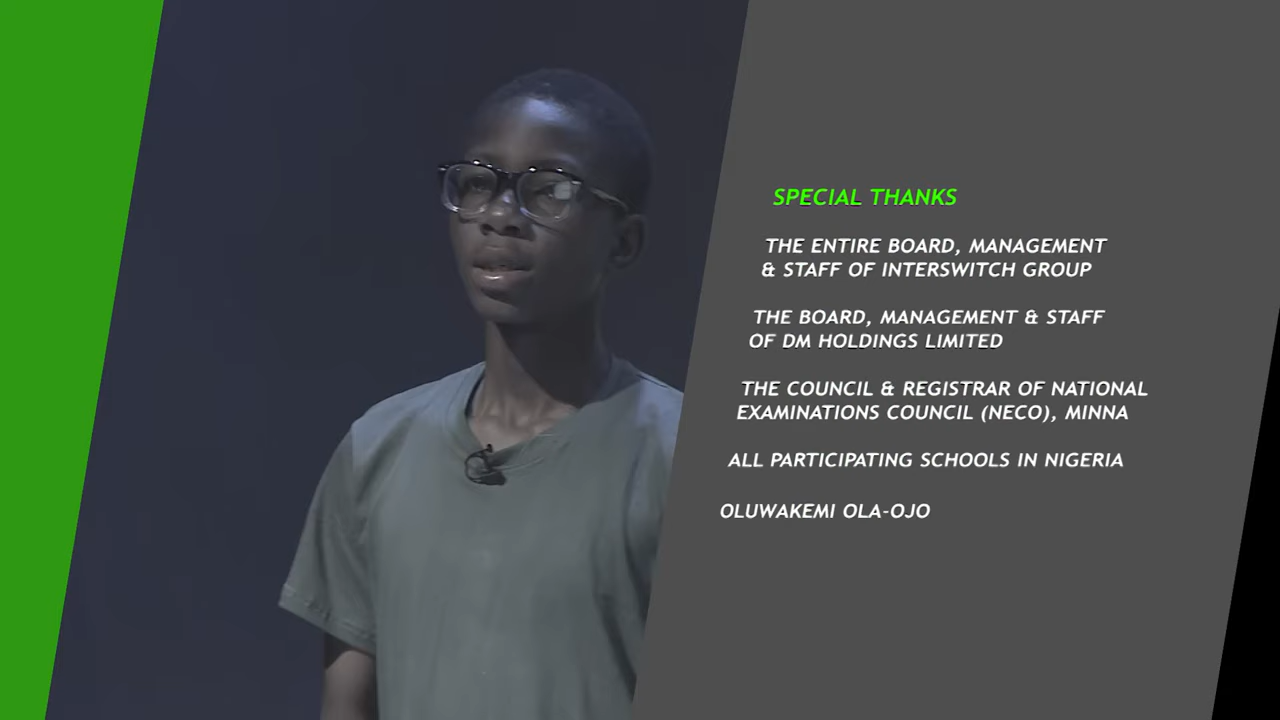 SPECIAL THANKS
THE ENTIRE BOARD, MANAGEMENT
& STAFF OF INTERSWITCH GROUP
THE BOARD, MANAGEMENT & STAFF
OF DM HOLDINGS LIMITED
THE COUNCIL & REGISTRAR OF NATIONAL
EXAMINATIONS COUNCIL (NECO), MINNA
ALL PARTICIPATING SCHOOLS IN NIGERIA
OLUWAKEMI OLA-OJO